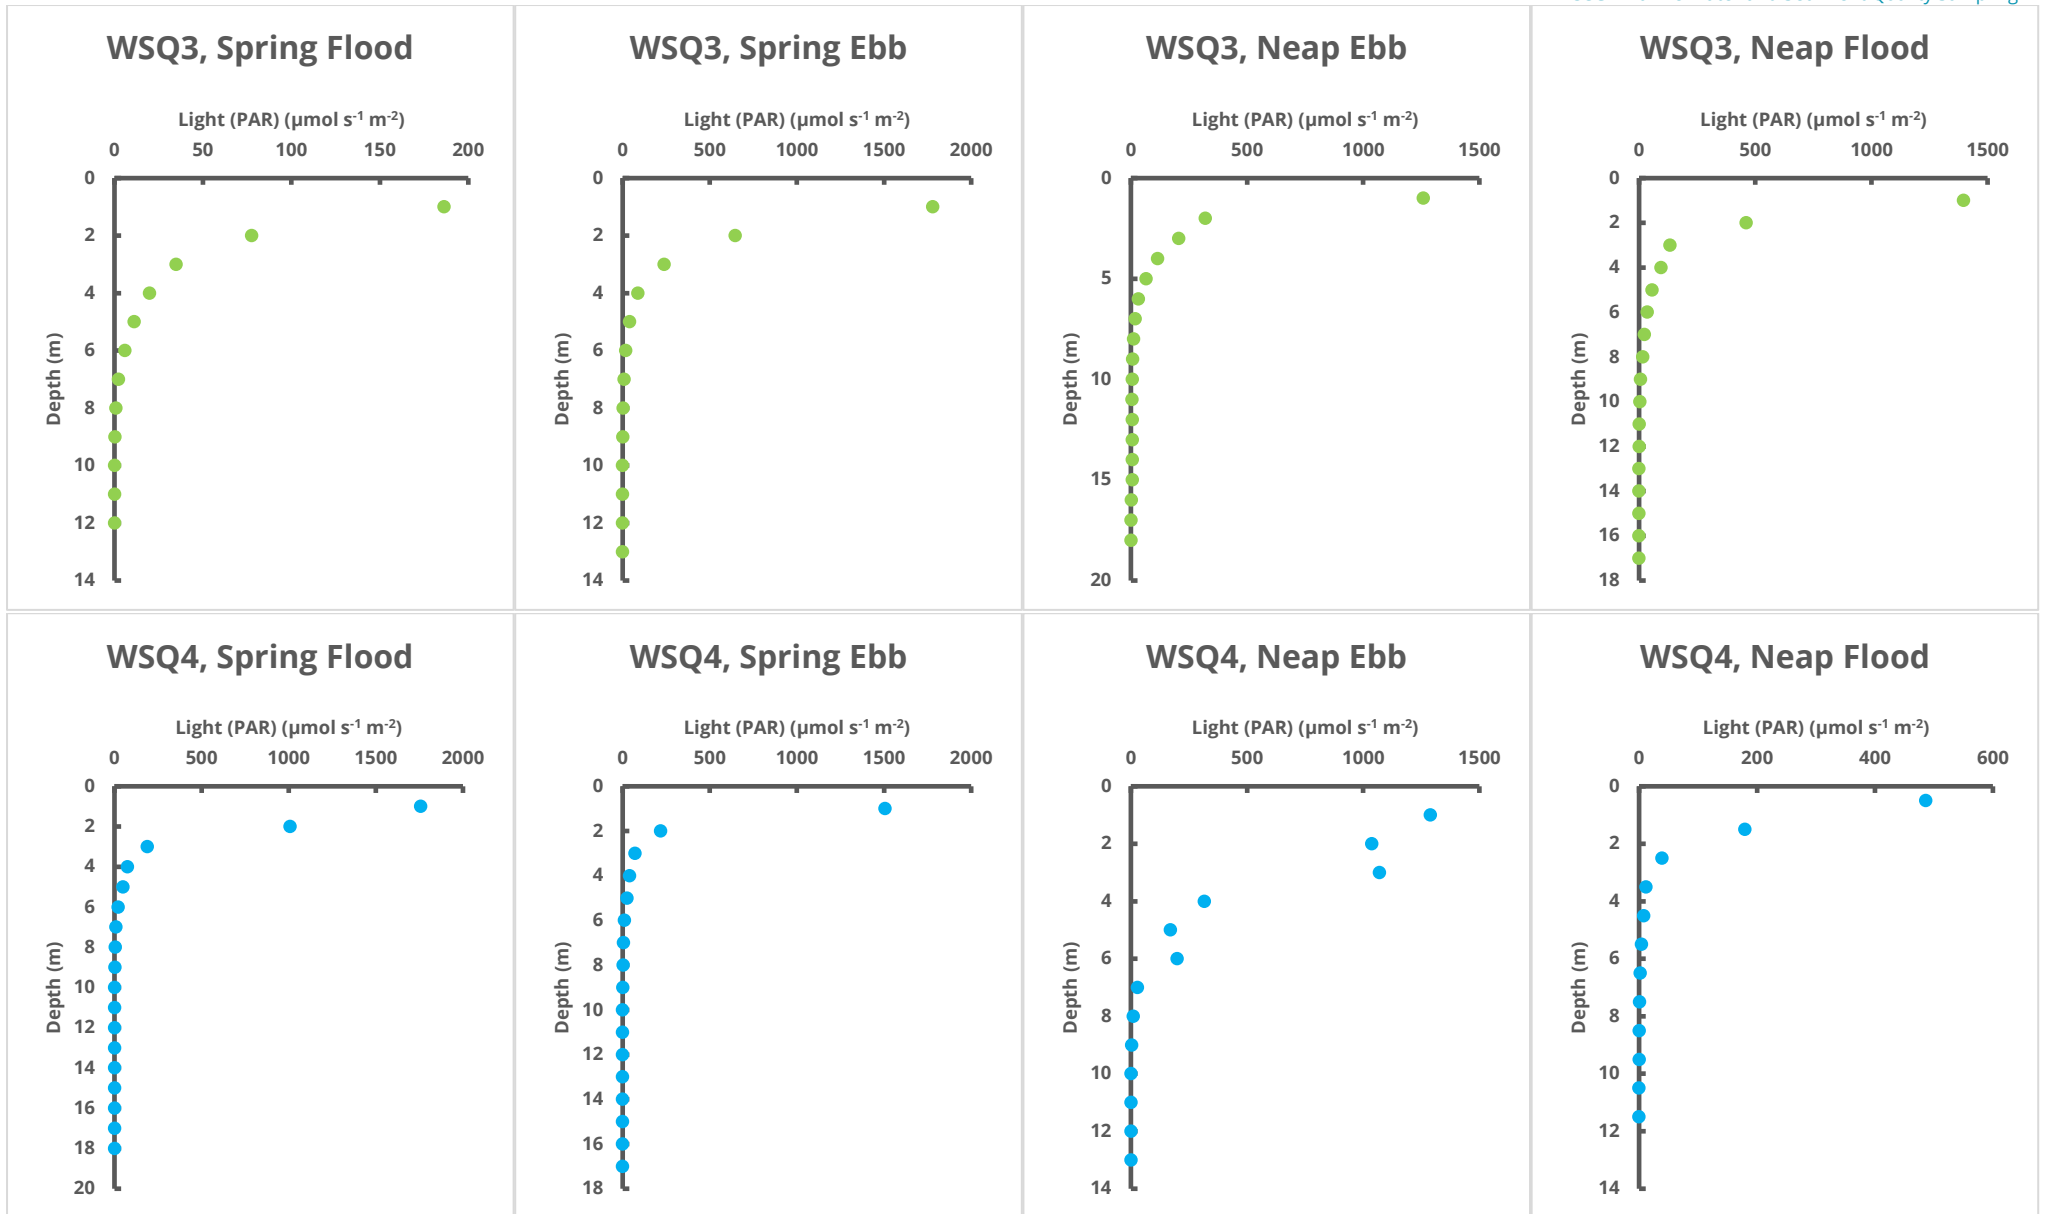 WSQ3, Spring Flood
Light (PAR) (μmol s-1 m-2)
0 50 100 150 200
0
2
4
6
8
10
12
14
Depth (m)
WSQ3, Spring Ebb
Light (PAR) (μmol s-1 m-2)
0 500 1000 1500 2000
0
2
4
6
8
10
12
14
Depth (m)
WSQ3, Neap Ebb
Light (PAR) (μmol s-1 m-2)
0 500 1000 1500
0
5
10
15
20
Depth (m)
WSQ3, Neap Flood
Light (PAR) (μmol s-1 m-2)
0 500 1000 1500
0
2
4
6
8
10
12
14
16
18
Depth (m)
WSQ4, Spring Flood
Light (PAR) (μmol s-1 m-2)
0 500 1000 1500 2000
0
2
4
6
8
10
12
14
16
18
20
Depth (m)
WSQ4, Spring Ebb
Light (PAR) (μmol s-1 m-2)
0 500 1000 1500 2000
0
2
4
6
8
10
12
14
16
18
Depth (m)
WSQ4, Neap Ebb
Light (PAR) (μmol s-1 m-2)
0 500 1000 1500
0
2
4
6
8
10
12
14
Depth (m)
WSQ4, Neap Flood
Light (PAR) (μmol s-1 m-2)
0 200 400 600
0
2
4
6
8
10
12
14
Depth (m)